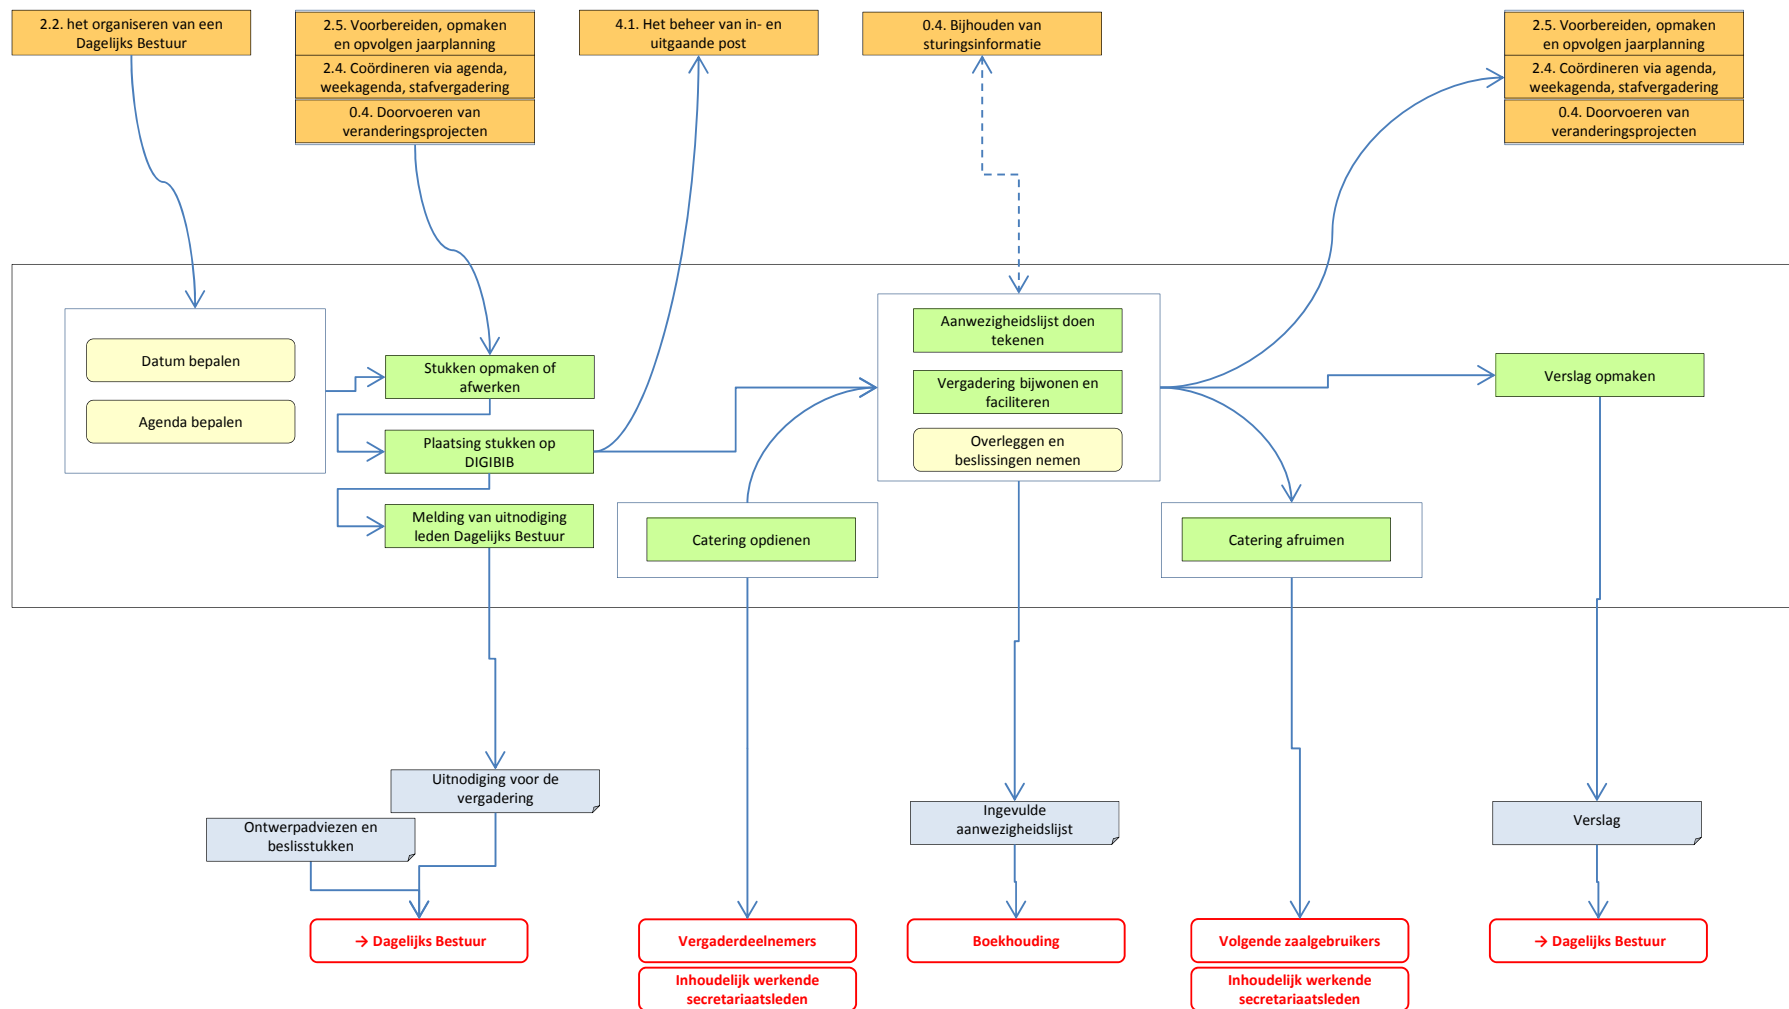 2.2. het organiseren van een
Dagelijks Bestuur
2.5. Voorbereiden, opmaken
en opvolgen jaarplanning
2.4. Coördineren via agenda,
weekagenda, stafvergadering
0.4. Doorvoeren van
veranderingsprojecten
4.1. Het beheer van in- en
uitgaande post
0.4. Bijhouden van
sturingsinformatie
2.5. Voorbereiden, opmaken
en opvolgen jaarplanning
2.4. Coördineren via agenda,
weekagenda, stafvergadering
0.4. Doorvoeren van
veranderingsprojecten
Datum bepalen
Agenda bepalen
Stukken opmaken of
afwerken
Plaatsing stukken op
DIGIBIB
Melding van uitnodiging
leden Dagelijks Bestuur
Catering opdienen
Aanwezigheidslijst doen
tekenen
Vergadering bijwonen en
faciliteren
Overleggen en
beslissingen nemen
Catering afruimen
Verslag opmaken
Uitnodiging voor de
vergadering
Ontwerpadviezen en
beslisstukken
Ingevulde
aanwezigheidslijst
Verslag
→ Dagelijks Bestuur
Vergaderdeelnemers
Inhoudelijk werkende
secretariaatsleden
Boekhouding
Volgende zaalgebruikers
Inhoudelijk werkende
secretariaatsleden
→ Dagelijks Bestuur